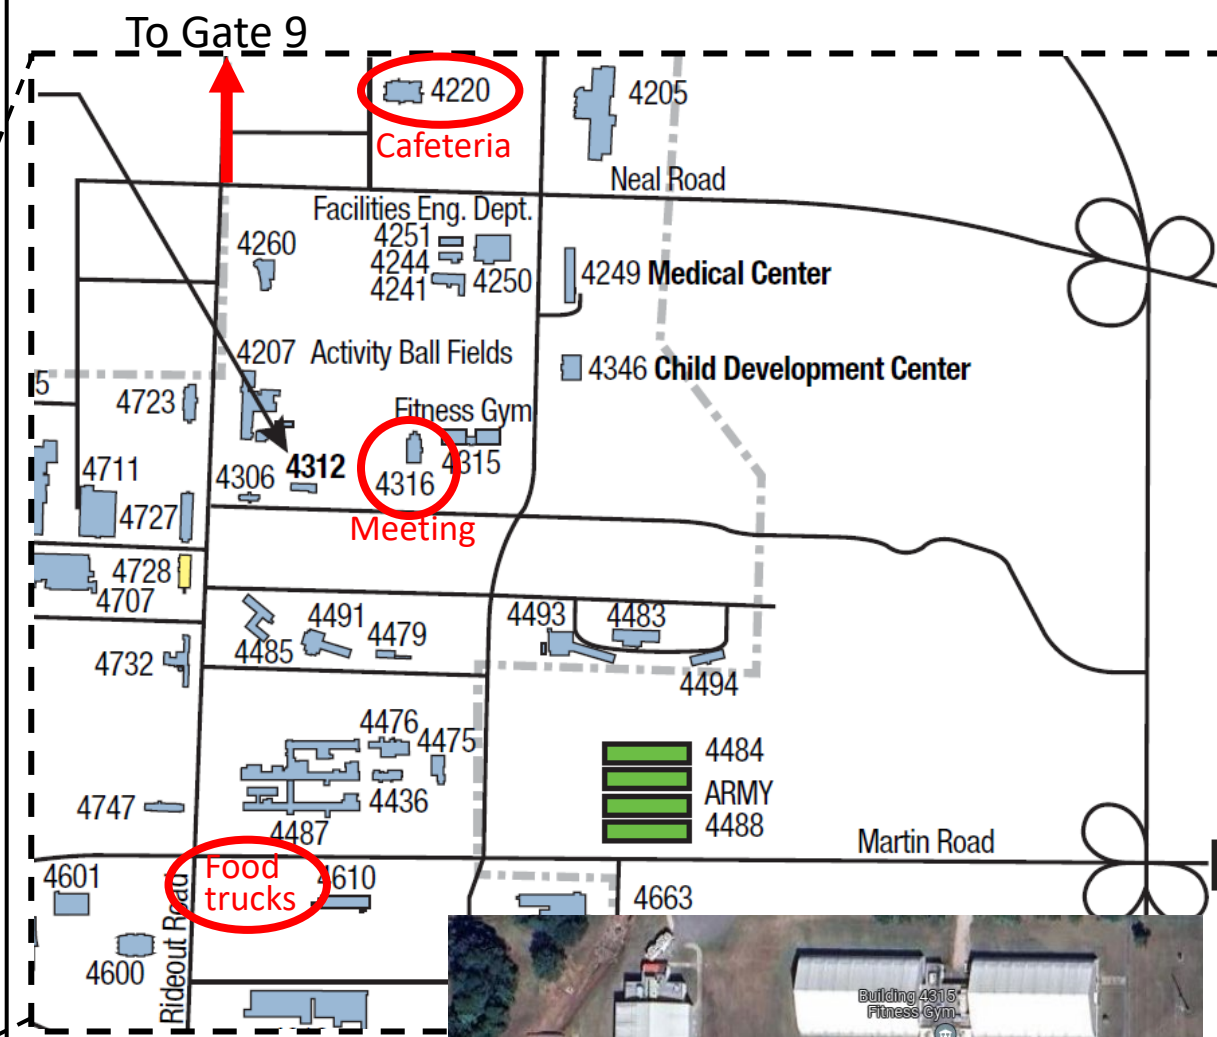 To Gate 9
4220
4205
Cafeteria
Neal Road
Facilities Eng. Dept.
4251
4260
4244
4250
4241
4249 Medical Center
4207 Activity Ball Fields
4346 Child Development Center
5
4723
Fitness Gym
4711
4306
4312
4316
4315
4727
Meeting
4728
4707
4491
4479
4493
4483
4485
4732
4494
4476
4475
4484
ARMY
4488
4436
4747
4487
Martin Road
4601
Food
trucks
4610
4663
4600
Rideout Road
Building 4315
Fitness Gym